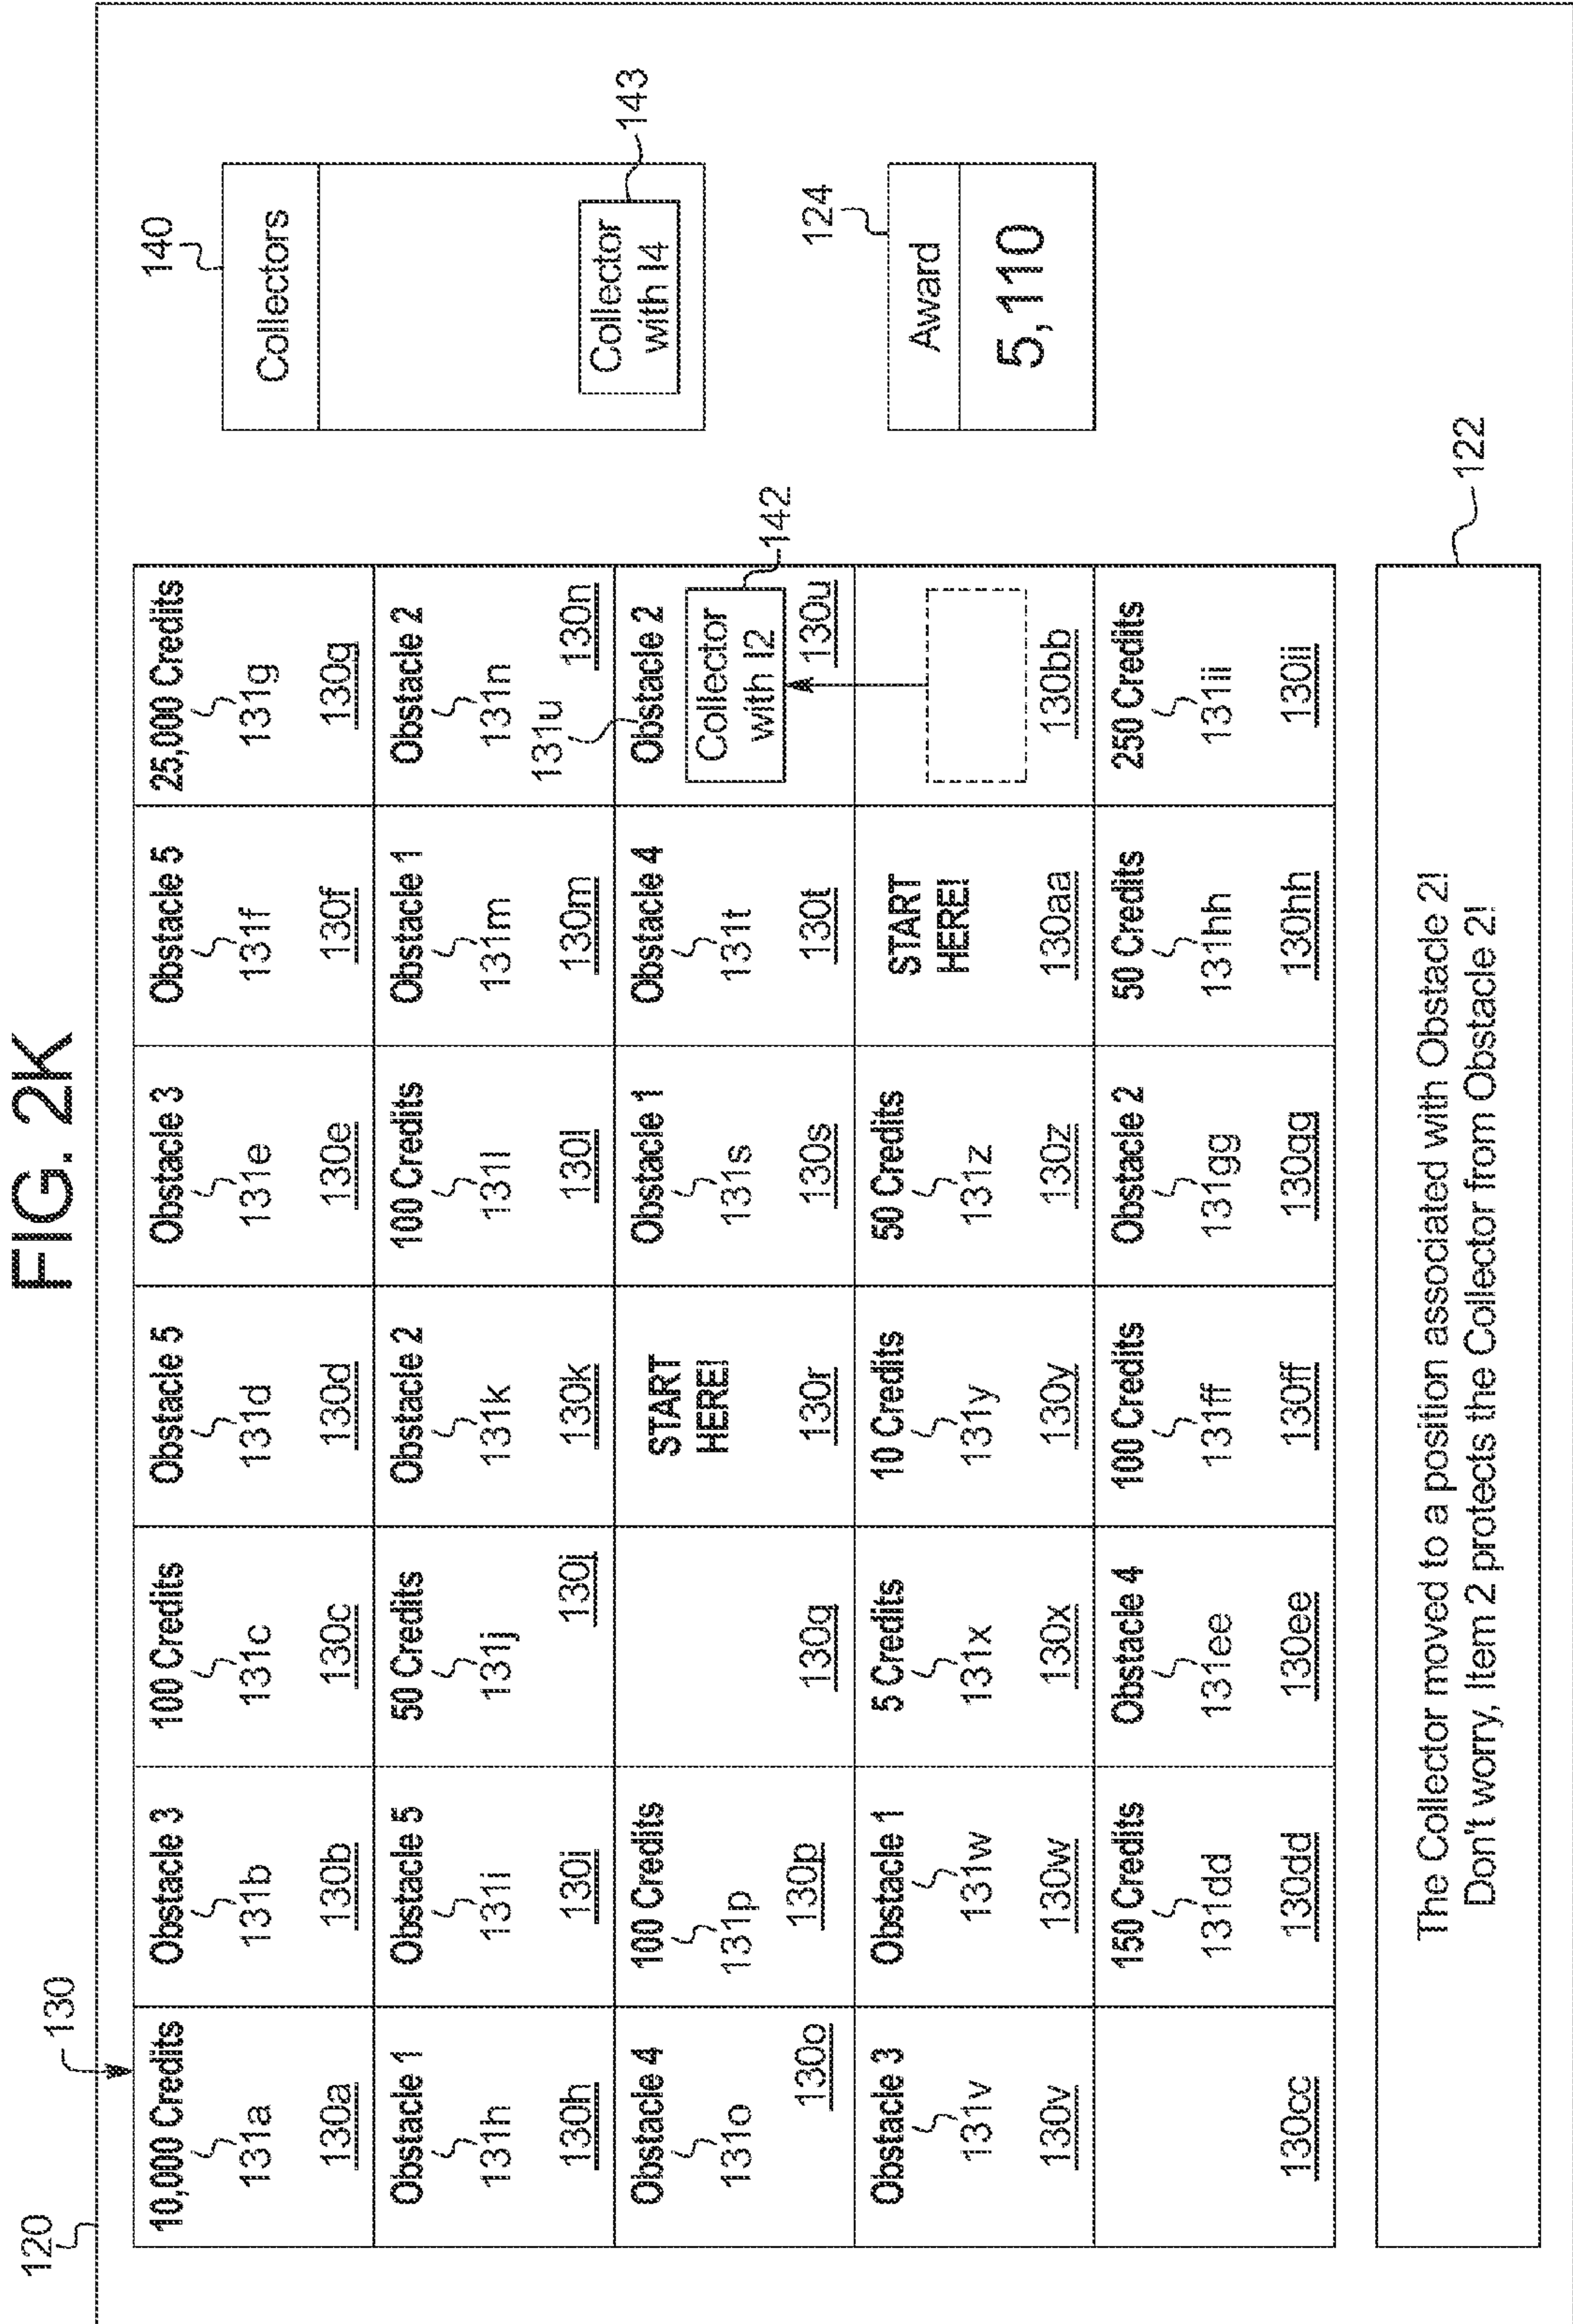 FIG. 2K
120
130
10,000 Credits
131a
130a
Obstacle 3
131b
130b
100 Credits
131c
130c
Obstacle 5
131d
130d
Obstacle 3
131e
130e
Obstacle 5
131f
130f
25,000 Credits
131g
130g
Obstacle 1
131h
130h
Obstacle 5
131i
130i
50 Credits
131j
130j
Obstacle 2
131k
130k
100 Credits
131l
130l
Obstacle 1
131m
130m
Obstacle 2
131n
130n
Obstacle 4
131o
130o
100 Credits
131p
130p
130q
START
HERE!
130r
Obstacle 1
131s
130s
Obstacle 4
131t
130t
131u
Obstacle 2
Collector
with I2
142
130u
Obstacle 3
131v
130v
Obstacle 1
131w
130w
5 Credits
131x
130x
10 Credits
131y
130y
50 Credits
131z
130z
START
HERE!
130aa
130bb
130cc
150 Credits
131dd
130dd
Obstacle 4
131ee
130ee
100 Credits
131ff
130ff
Obstacle 2
131gg
130gg
50 Credits
131hh
130hh
250 Credits
131ii
130ii
140
Collectors
Collector
with I4
143
124
Award
5,110
The Collector moved to a position associated with Obstacle 2!
Don't worry, Item 2 protects the Collector from Obstacle 2!
122